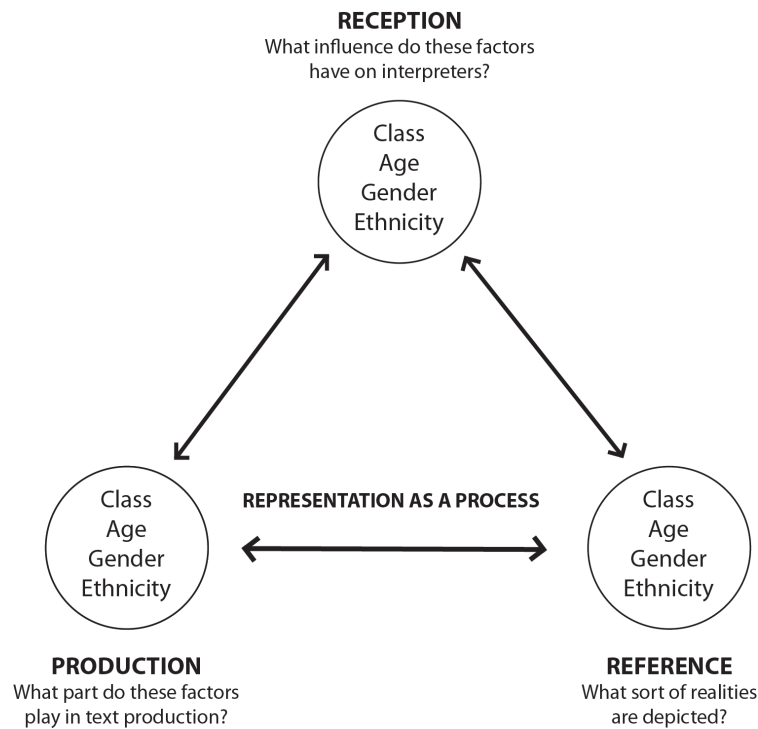 RECEPTION
What influence do these factors
have on interpreters?
Class
Age
Gender
Ethnicity
Class
Age
Gender
Ethnicity
REPRESENTATION AS A PROCESS
Class
Age
Gender
Ethnicity
PRODUCTION
What part do these factors
play in text production?
REFERENCE
What sort of realities
are depicted?